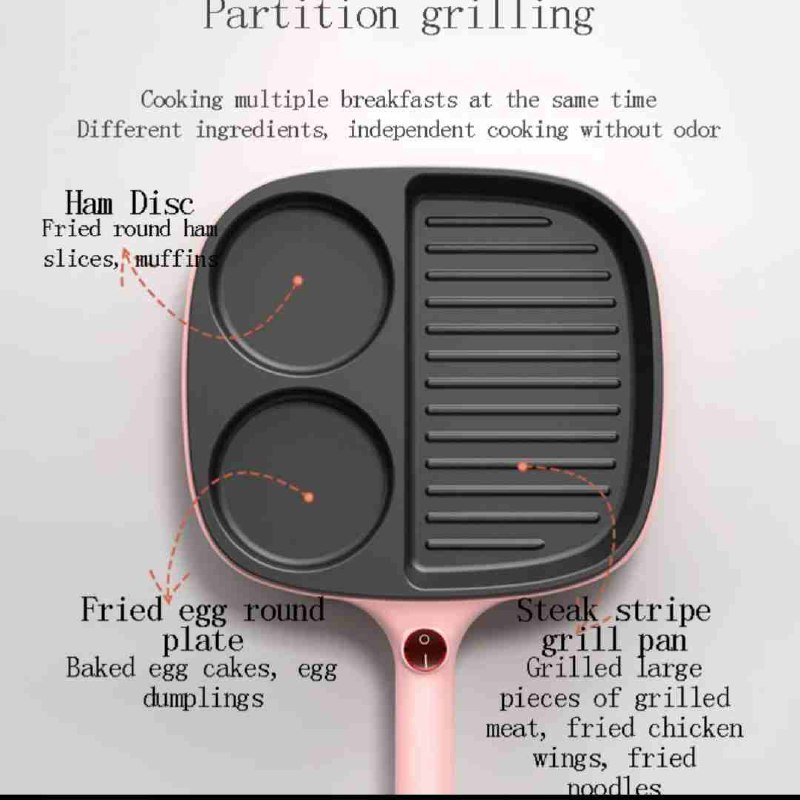 Partition grilling
Cooking multiple breakfasts at the same time
Different ingredients, independent cooking without odor
Ham Disc
Fried round ham
slices, muffins
Fried egg round
plate
Baked egg cakes, egg
dumplings
Steak stripe
grill pan
Grilled large
pieces of grilled
meat, fried chicken
wings, fried
noodles